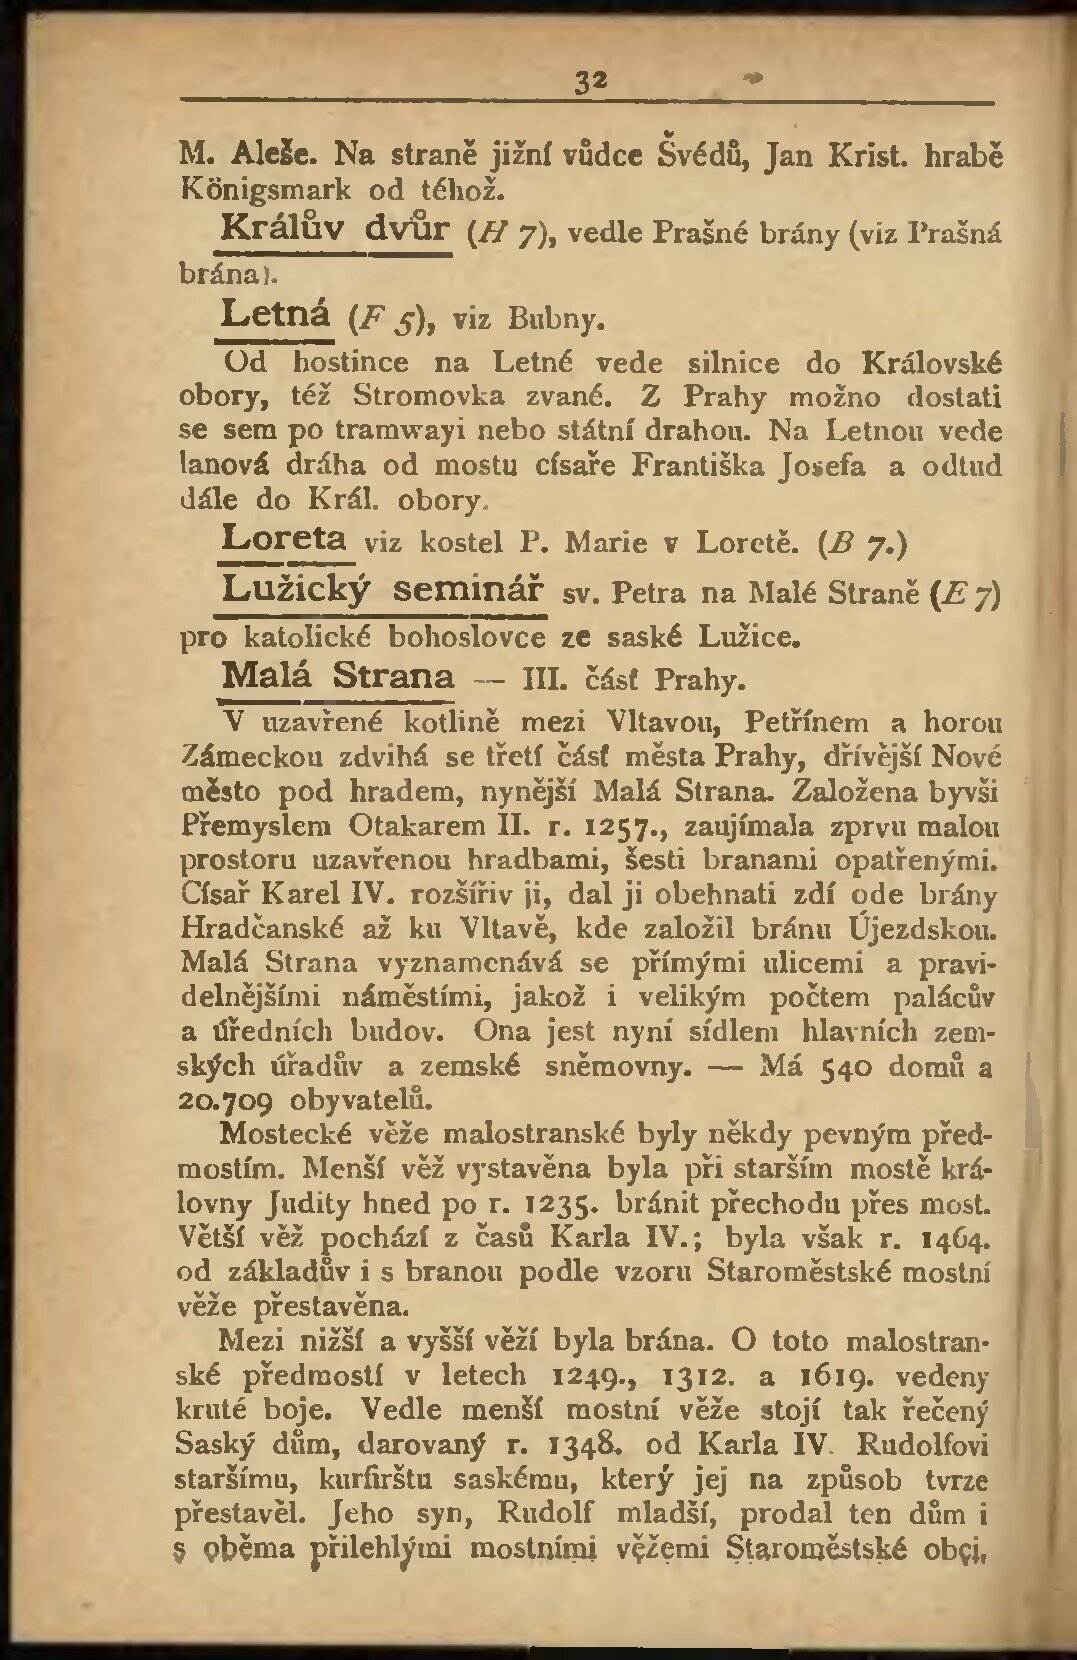 32
M. Aleše. Na straně jižní vůdce Švédů, Jan Krist. hrabě
Königsmark od téhož.
Králův dvůr (H 7), vedle Prašné brány (viz Prašná
brána).
Letná (F 5), viz Bubny.
Od hostince na Letné vede silnice do Královské
obory, též Stromovka zvané. Z Prahy možno dostati
se sem po tramwayi nebo státní drahou. Na Letnou vede
lanová dráha od mostu císaře Františka Josefa a odtud
dále do Král. obory.
Loreta viz kostel P. Marie v Loretě. (B 7.)
Lužický seminář sv. Petra na Malé Straně (E 7)
pro katolické bohoslovce ze saské Lužice.
Malá Strana — III. část Prahy.
V uzavřené kotlině mezi Vltavou, Petřínem a horou
Zámeckou zdvihá se třetí část města Prahy, dřívější Nové
město pod hradem, nynější Malá Strana. Založena byvši
Přemyslem Otakarem II. r. 1257., zaujímala zprvu malou
prostoru uzavřenou hradbami, šesti branami opatřenými.
Císař Karel IV. rozšířiv ji, dal ji obehnati zdí ode brány
Hradčanské až ku Vltavě, kde založil bránu Újezdskou.
Malá Strana vyznamenává se přímými ulicemi a pravi-
delnějšími náměstími, jakož i velikým počtem palácův
a úředních budov. Ona jest nyní sídlem hlavních zem-
ských úřadův a zemské sněmovny. — Má 540 domů a
20.709 obyvatelů.
Mostecké věže malostranské byly někdy pevným před-
mostím. Menší věž vystavěna byla při starším mostě krá-
lovny Judity hned po r. 1235. bránit přechodu přes most.
Větší věž pochází z časů Karla IV.; byla však r. 1464.
od základův i s branou podle vzoru Staroměstské mostní
věže přestavěna.
Mezi nižší a vyšší věží byla brána. O toto malostran-
ské předmostí v letech 1249., 1312. a 1619. vedeny
kruté boje. Vedle menší mostní věže stojí tak řečený
Saský dům, darovaný r. 1348. od Karla IV. Rudolfovi
staršímu, kurfirštu saskému, který jej na způsob tvrze
přestavěl. Jeho syn, Rudolf mladší, prodal ten dům i
s oběma přilehlými mostními věžemi Staroměstské obci,